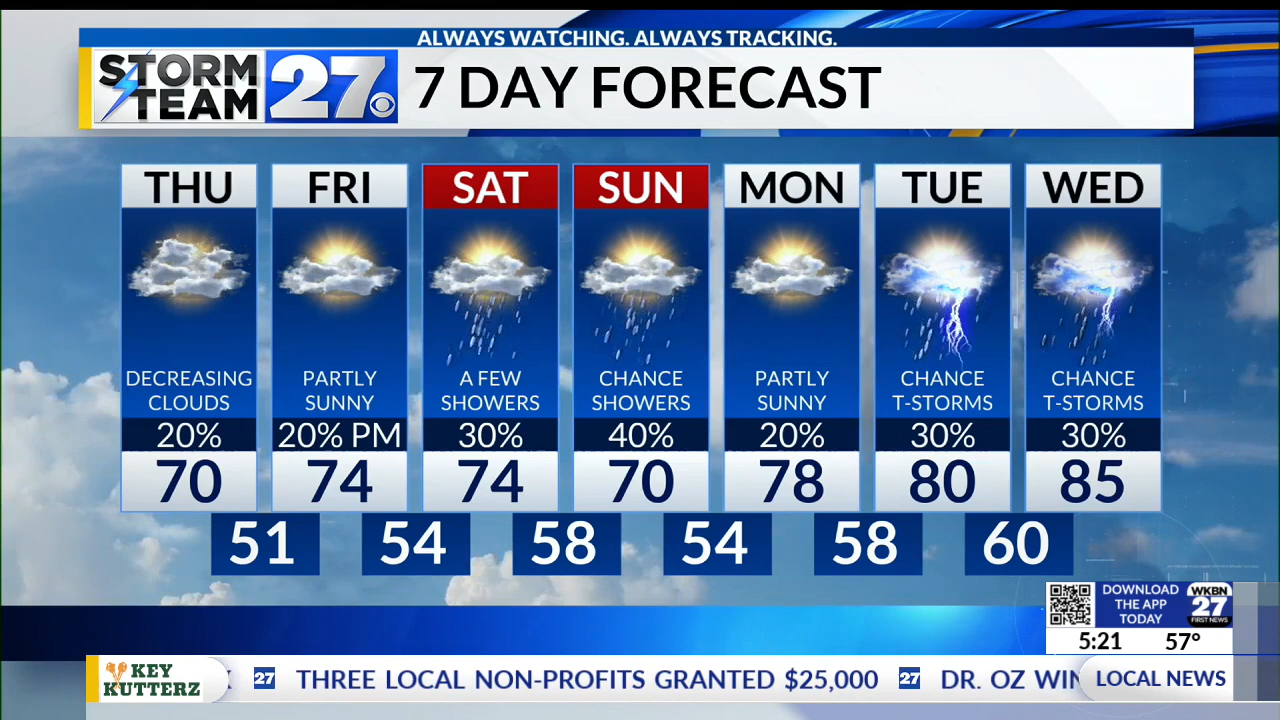 ALWAYS WATCHING. ALWAYS TRACKING.
STORM
TEAM
27
7 DAY FORECAST
THU FRI SAT SUN MON TUE WED
DECREASING CLOUDS
PARTLY SUNNY
A FEW SHOWERS
CHANCE SHOWERS
PARTLY SUNNY
CHANCE T-STORMS
CHANCE T-STORMS
20% 20% PM 30% 40% 20% 30% 30%
70 74 74 70 78 80 85
51 54 58 54 58 60
DOWNLOAD
THE APP
TODAY
WKBN
27
FIRST NEWS
5:21 57°
KEY
KUTTERZ
27 THREE LOCAL NON-PROFITS GRANTED $25,000 27 DR. OZ WIN
LOCAL NEWS